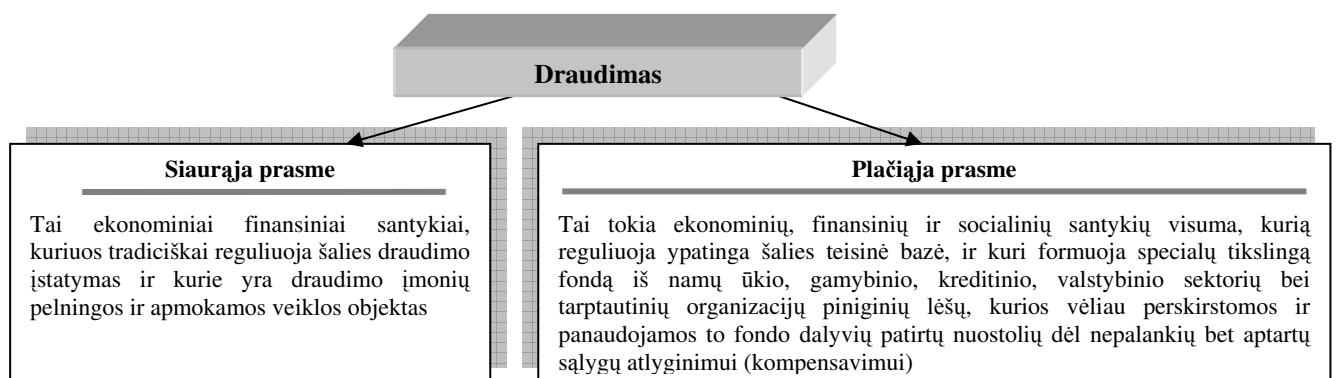 Draudimas
Siaurąja prasme
Tai ekonominiai finansiniai santykiai,
kuriuos tradiciškai reguliuoja šalies draudimo
įstatymas ir kurie yra draudimo įmonių
pelningos ir apmokamos veiklos objektas
Plačiąja prasme
Tai tokia ekonominių, finansinių ir socialinių santykių visuma, kurią
reguliuoja ypatinga šalies teisinė bazė, ir kuri formuoja specialų tikslingą
fondą iš namų ūkio, gamybinio, kreditinio, valstybinio sektorių bei
tarptautinių organizacijų piniginių lėšų, kurios vėliau perskirstomos ir
panaudojamos to fondo dalyvių patirtų nuostolių dėl nepalankių bet aptartų
sąlygų atlyginimui (kompensavimui)